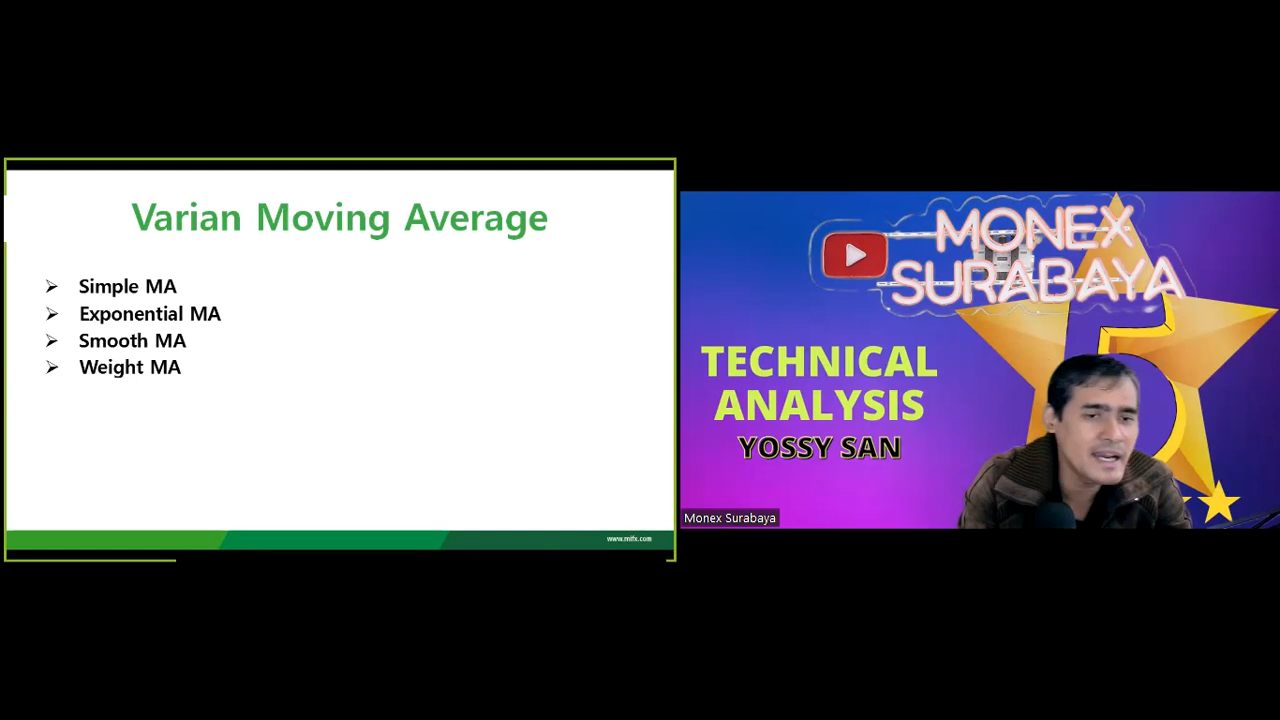 Varian Moving Average
Simple MA
Exponential MA
Smooth MA
Weight MA
www.mifx.com
MONEX
SURABAYA
5
TECHNICAL
ANALYSIS
YOSSY SAN
Monex Surabaya